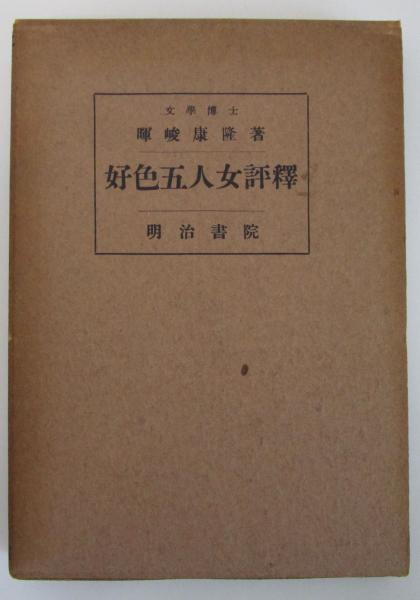 文學博士
暉峻康隆著
好色五人女評釋
明治書院